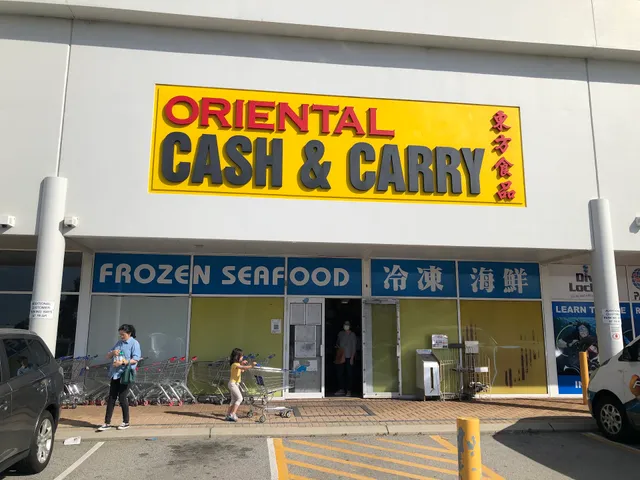 ORIENTAL
CASH & CARRY
東方食品
FROZEN SEAFOOD
冷凍 海鮮
LEARN TO